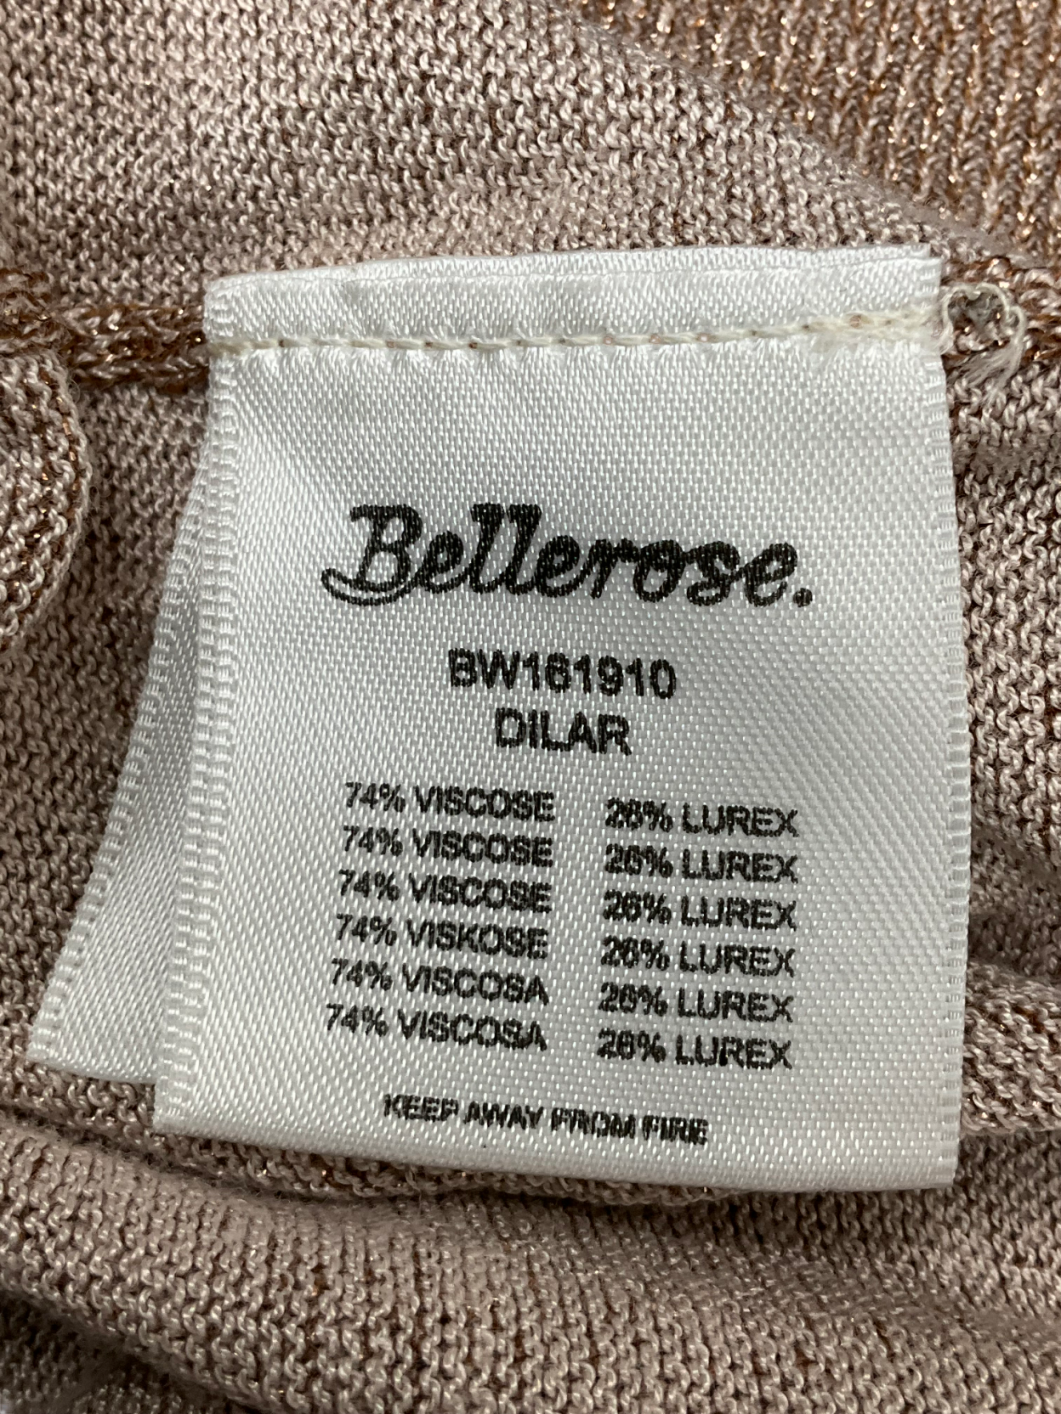 Bellerose.
BW161910
DILAR
74% VISCOSE 26% LUREX
74% VISCOSE 26% LUREX
74% VISCOSE 26% LUREX
74% VISKOSE 26% LUREX
74% VISCOSA 26% LUREX
74% VISCOSA 26% LUREX
KEEP AWAY FROM FIRE